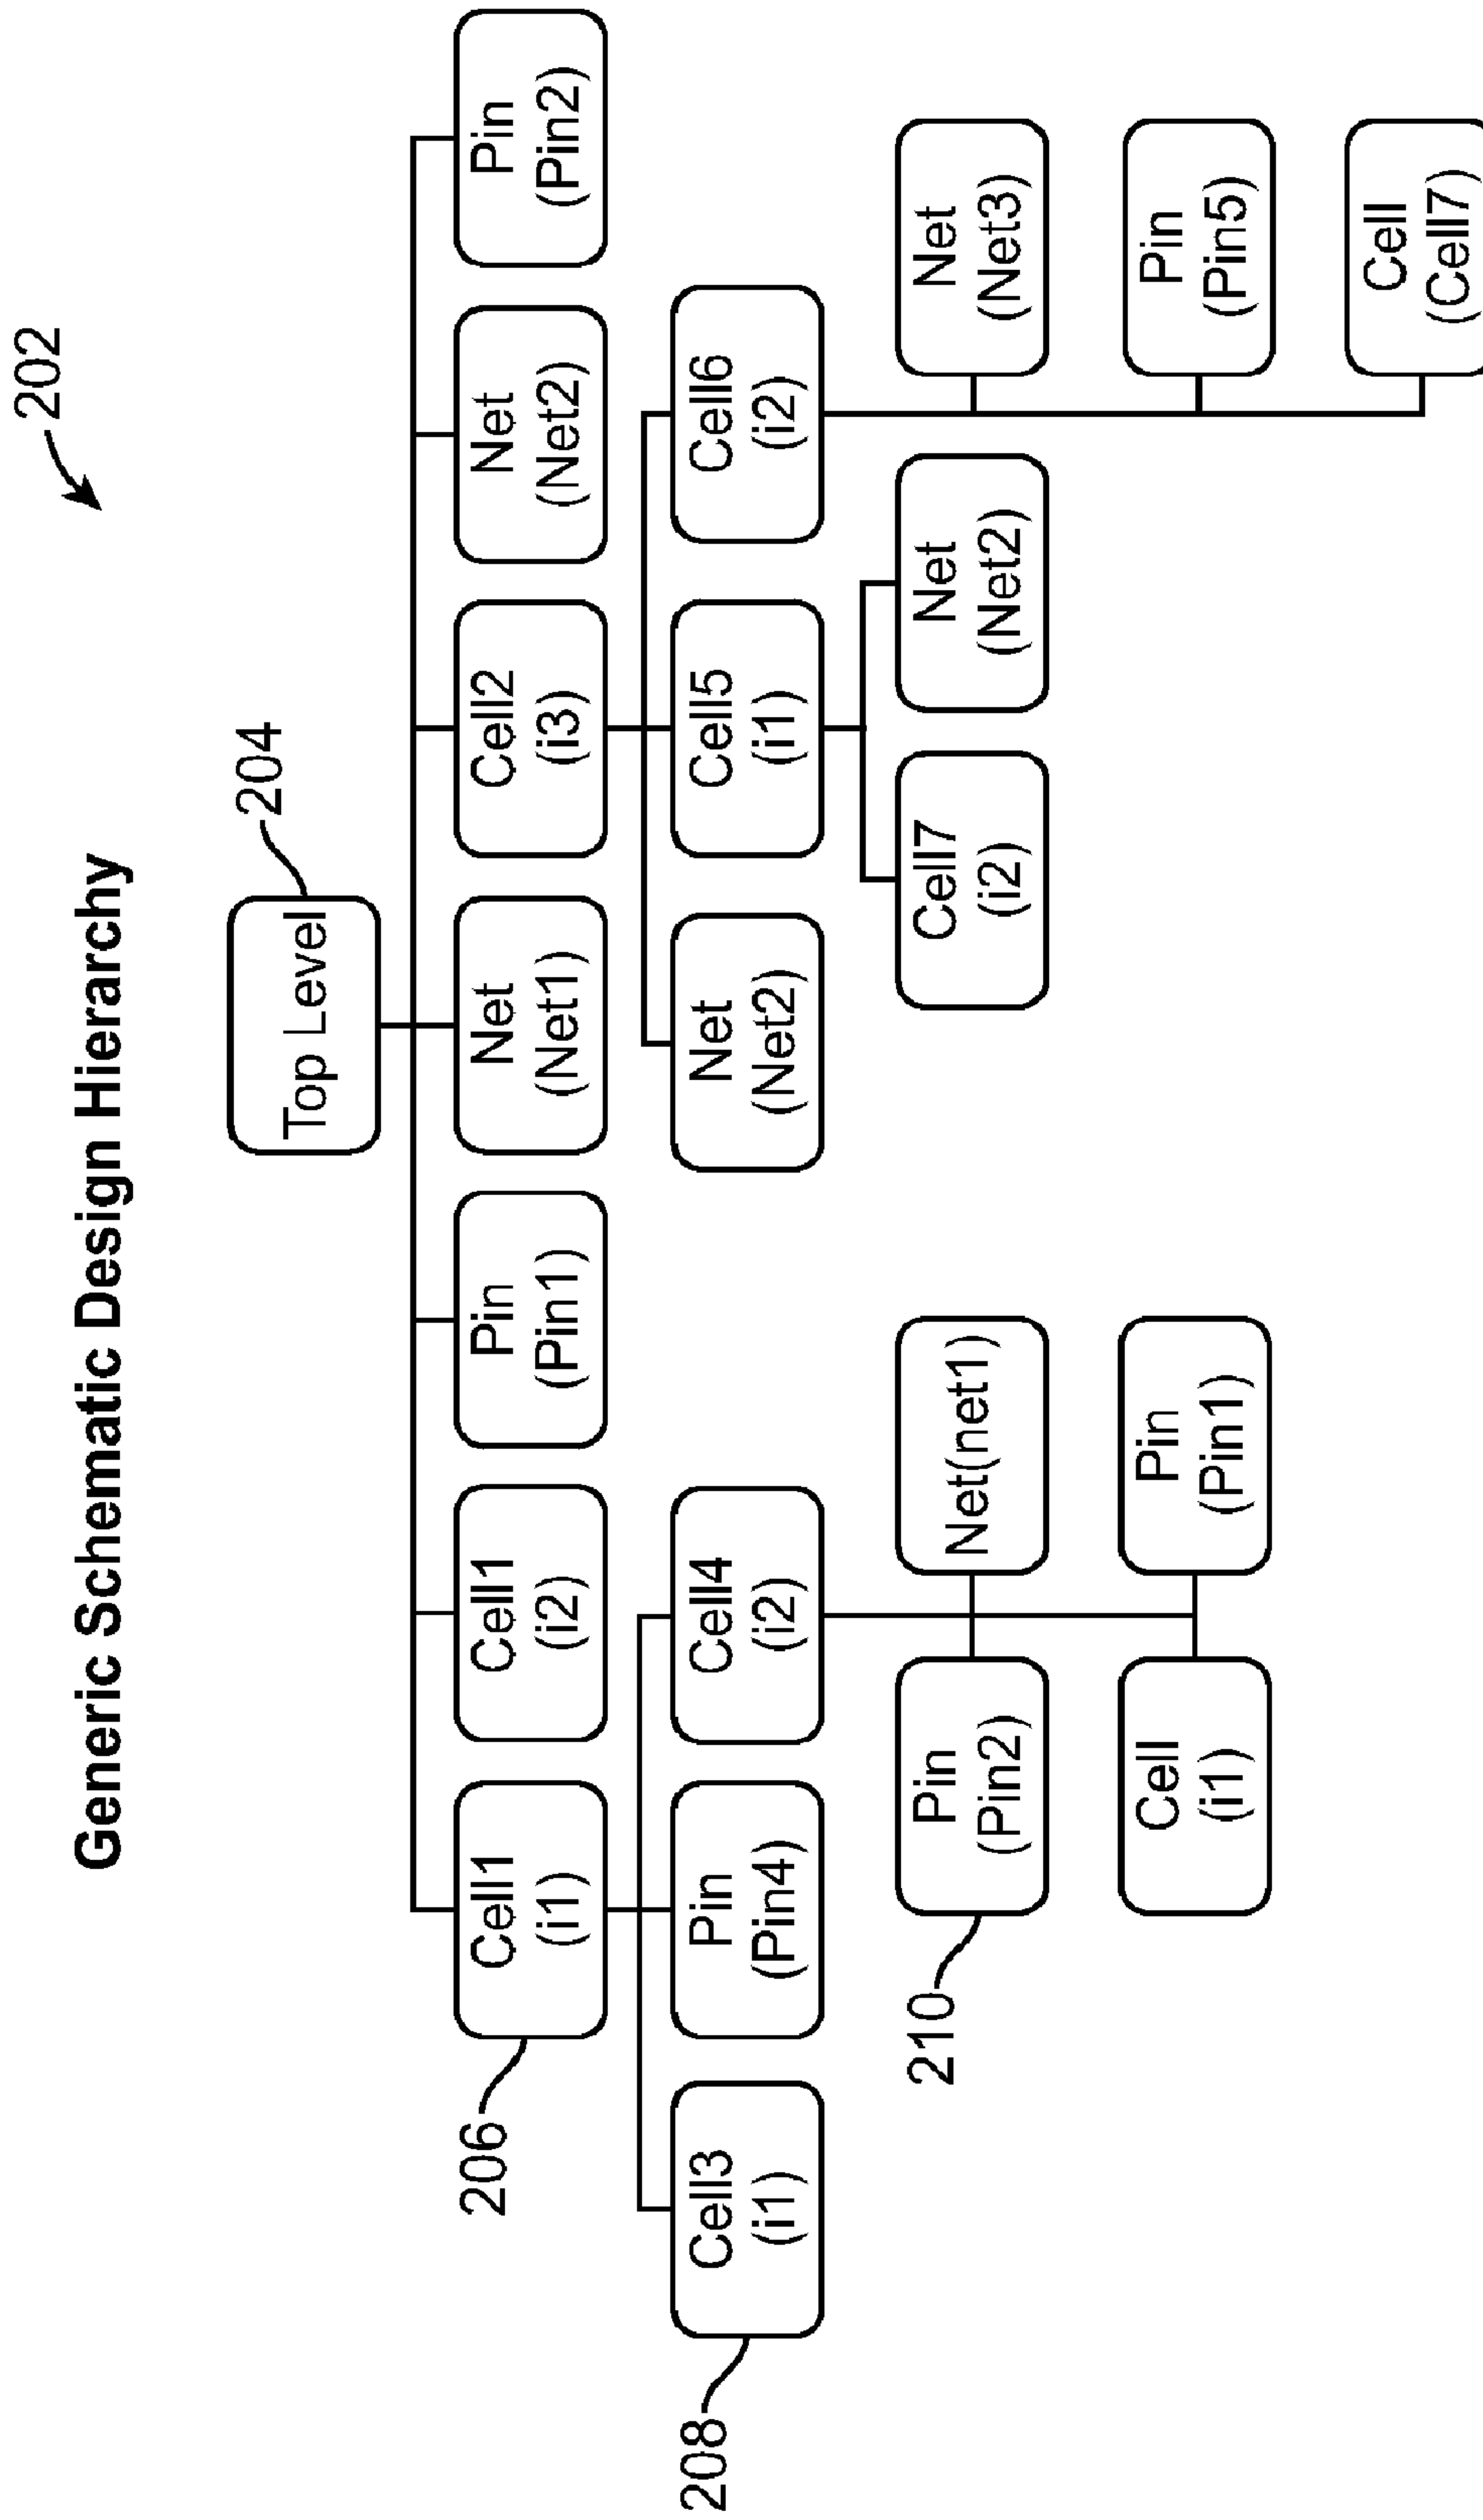 Generic Schematic Design Hierarchy
202
Top Level
204
206
Cell1
(i1)
Cell1
(i2)
Pin
(Pin1)
Net
(Net1)
Cell2
(i3)
Net
(Net2)
Pin
(Pin2)
208
Cell3
(i1)
Pin
(Pin4)
Cell4
(i2)
Net
(Net2)
Cell5
(i1)
Cell6
(i2)
210
Pin
(Pin2)
Net(net1)
Cell7
(i2)
Net
(Net2)
Net
(Net3)
Cell
(i1)
Pin
(Pin1)
Pin
(Pin5)
Cell
(Cell7)